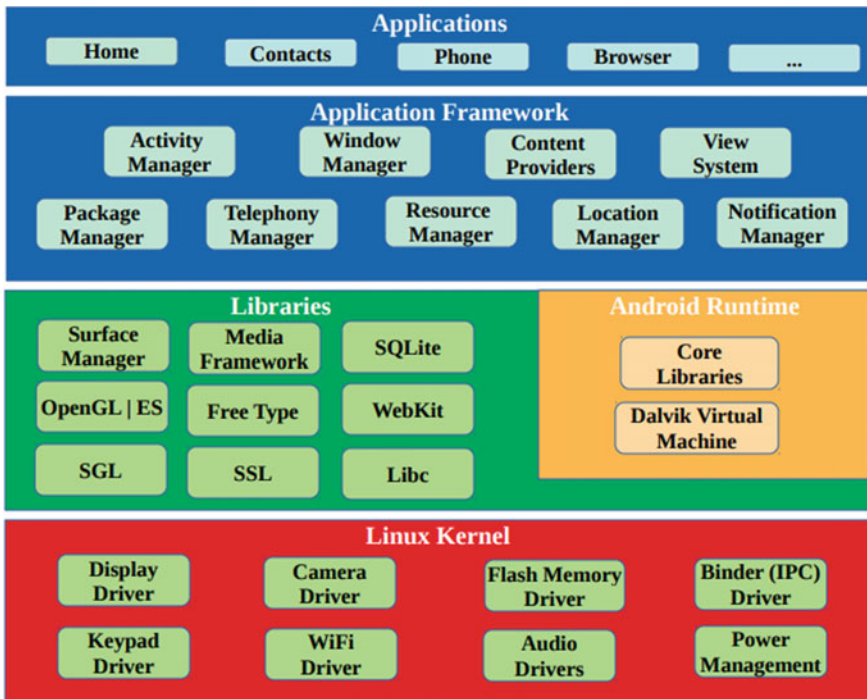 Applications
Home
Contacts
Phone
Browser
...
Application Framework
Activity
Manager
Window
Manager
Content
Providers
View
System
Package
Manager
Telephony
Manager
Resource
Manager
Location
Manager
Notification
Manager
Libraries
Surface
Manager
Media
Framework
SQLite
OpenGL | ES
Free Type
WebKit
SGL
SSL
Libc
Android Runtime
Core
Libraries
Dalvik Virtual
Machine
Linux Kernel
Display
Driver
Camera
Driver
Flash Memory
Driver
Binder (IPC)
Driver
Keypad
Driver
WiFi
Driver
Audio
Drivers
Power
Management